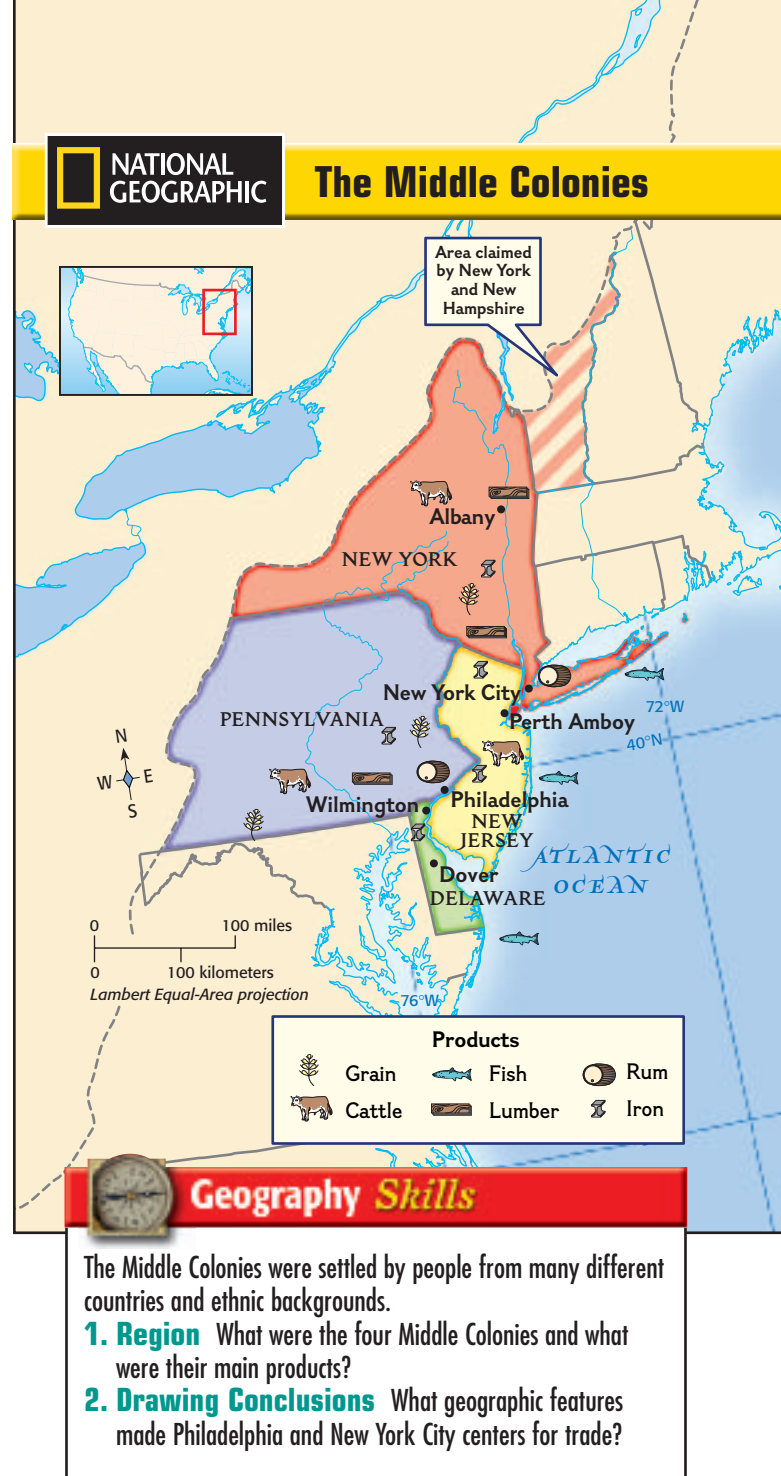 NATIONAL
GEOGRAPHIC
The Middle Colonies
Area claimed
by New York
and New
Hampshire
Albany
NEW YORK
New York City
PENNSYLVANIA
Perth Amboy
72°W
40°N
N
W E
S
Wilmington
Philadelphia
NEW
JERSEY
ATLANTIC
OCEAN
Dover
DELAWARE
0 100 miles
0 100 kilometers
Lambert Equal-Area projection
76°W
Products
Grain Fish Rum
Cattle Lumber Iron
Geography Skills
The Middle Colonies were settled by people from many different
countries and ethnic backgrounds.
1. Region What were the four Middle Colonies and what
were their main products?
2. Drawing Conclusions What geographic features
made Philadelphia and New York City centers for trade?